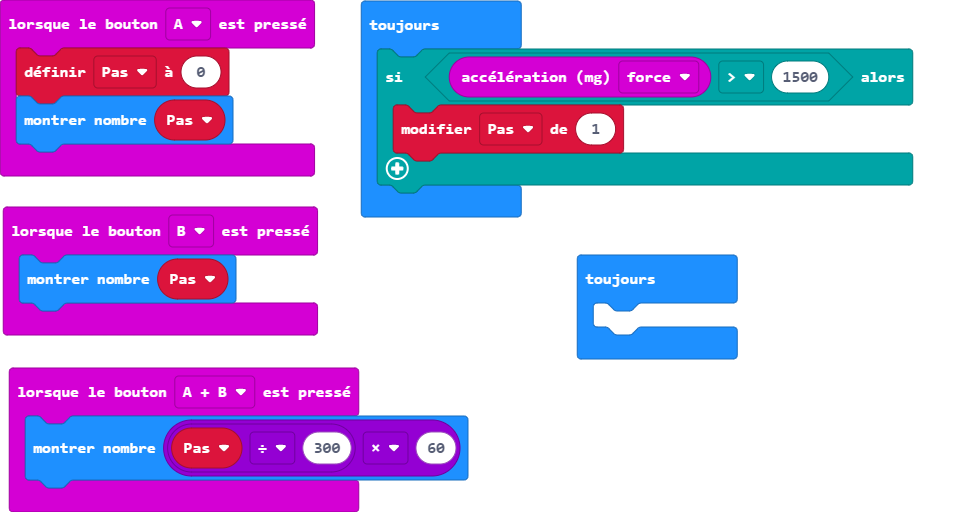 lorsque le bouton A est pressé
définir Pas à 0
montrer nombre Pas
lorsque le bouton B est pressé
montrer nombre Pas
lorsque le bouton A + B est pressé
montrer nombre Pas ÷ 300 × 60
toujours
si accélération (mg) force > 1500 alors
modifier Pas de 1
toujours